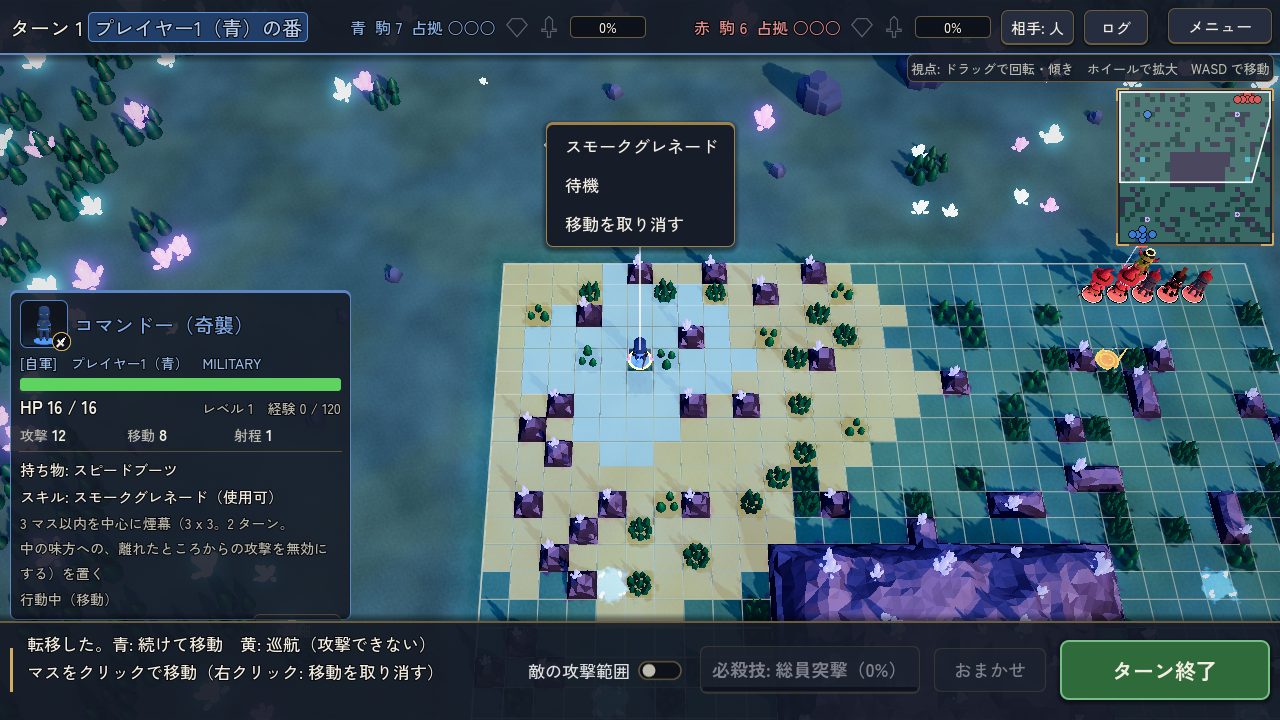 ターン 1 プレイヤー1（青）の番 青 駒 7 占拠 〇〇〇 0% 赤 駒 6 占拠 〇〇〇 0% 相手: 人 ログ メニュー
視点: ドラッグで回転・傾き ホイールで拡大 WASD で移動
スモークグレネード
待機
移動を取り消す
コマンドー（奇襲）
[自軍] プレイヤー1（青） MILITARY
HP 16 / 16 レベル 1 経験 0 / 120
攻撃 12 移動 8 射程 1
持ち物: スピードブーツ
スキル: スモークグレネード（使用可）
3 マス以内を中心に煙幕（3 x 3。2 ターン。
中の味方への、離れたところからの攻撃を無効に
する）を置く
行動中（移動）
転移した。青: 続けて移動 黄: 巡航（攻撃できない）
マスをクリックで移動（右クリック: 移動を取り消す）
敵の攻撃範囲 必殺技: 総員突撃（0%） おまかせ ターン終了